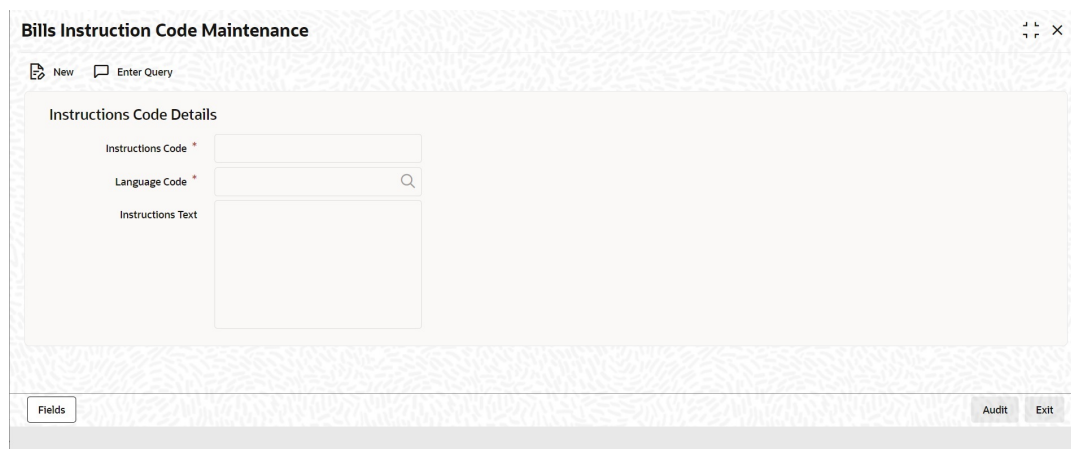 Bills Instruction Code Maintenance
New Enter Query
Instructions Code Details
Instructions Code *
Language Code *
Instructions Text
Fields Audit Exit